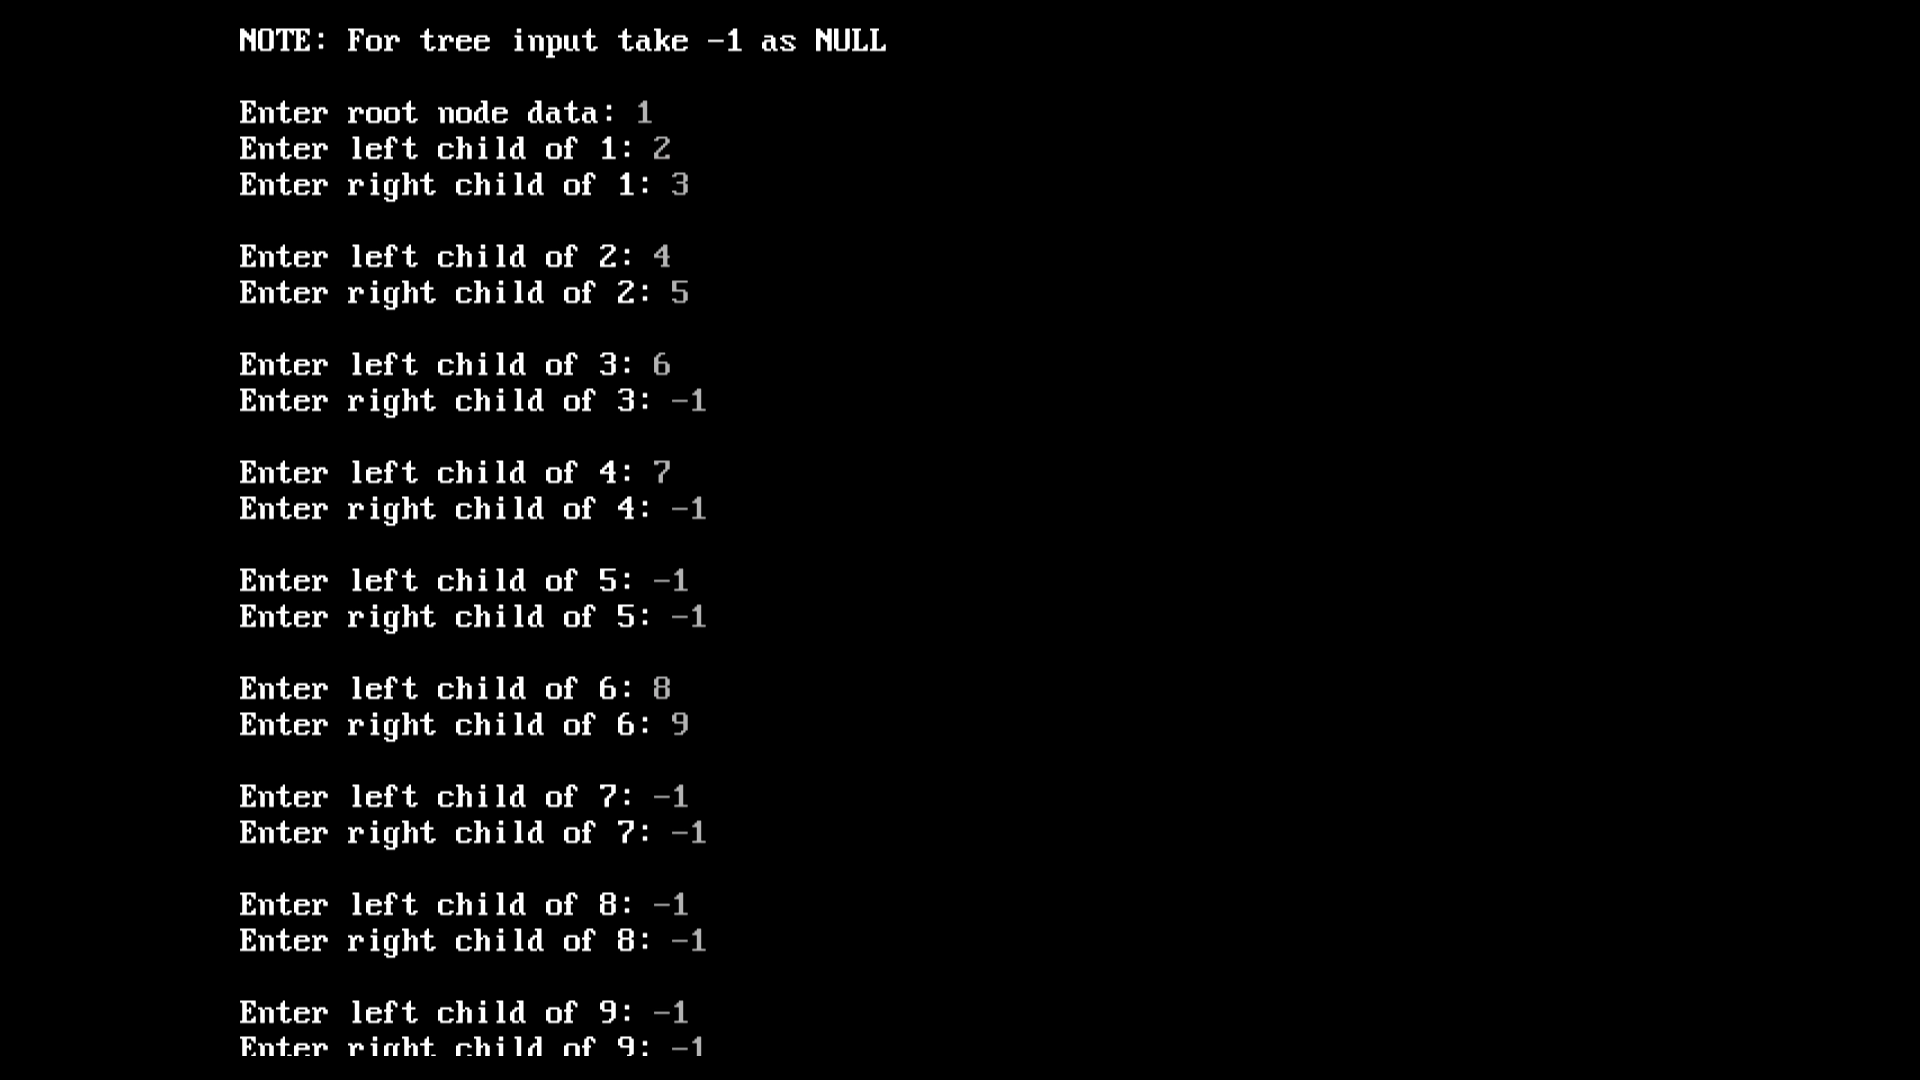 NOTE: For tree input take -1 as NULL
Enter root node data: 1
Enter left child of 1: 2
Enter right child of 1: 3
Enter left child of 2: 4
Enter right child of 2: 5
Enter left child of 3: 6
Enter right child of 3: -1
Enter left child of 4: 7
Enter right child of 4: -1
Enter left child of 5: -1
Enter right child of 5: -1
Enter left child of 6: 8
Enter right child of 6: 9
Enter left child of 7: -1
Enter right child of 7: -1
Enter left child of 8: -1
Enter right child of 8: -1
Enter left child of 9: -1
Enter right child of 9: -1